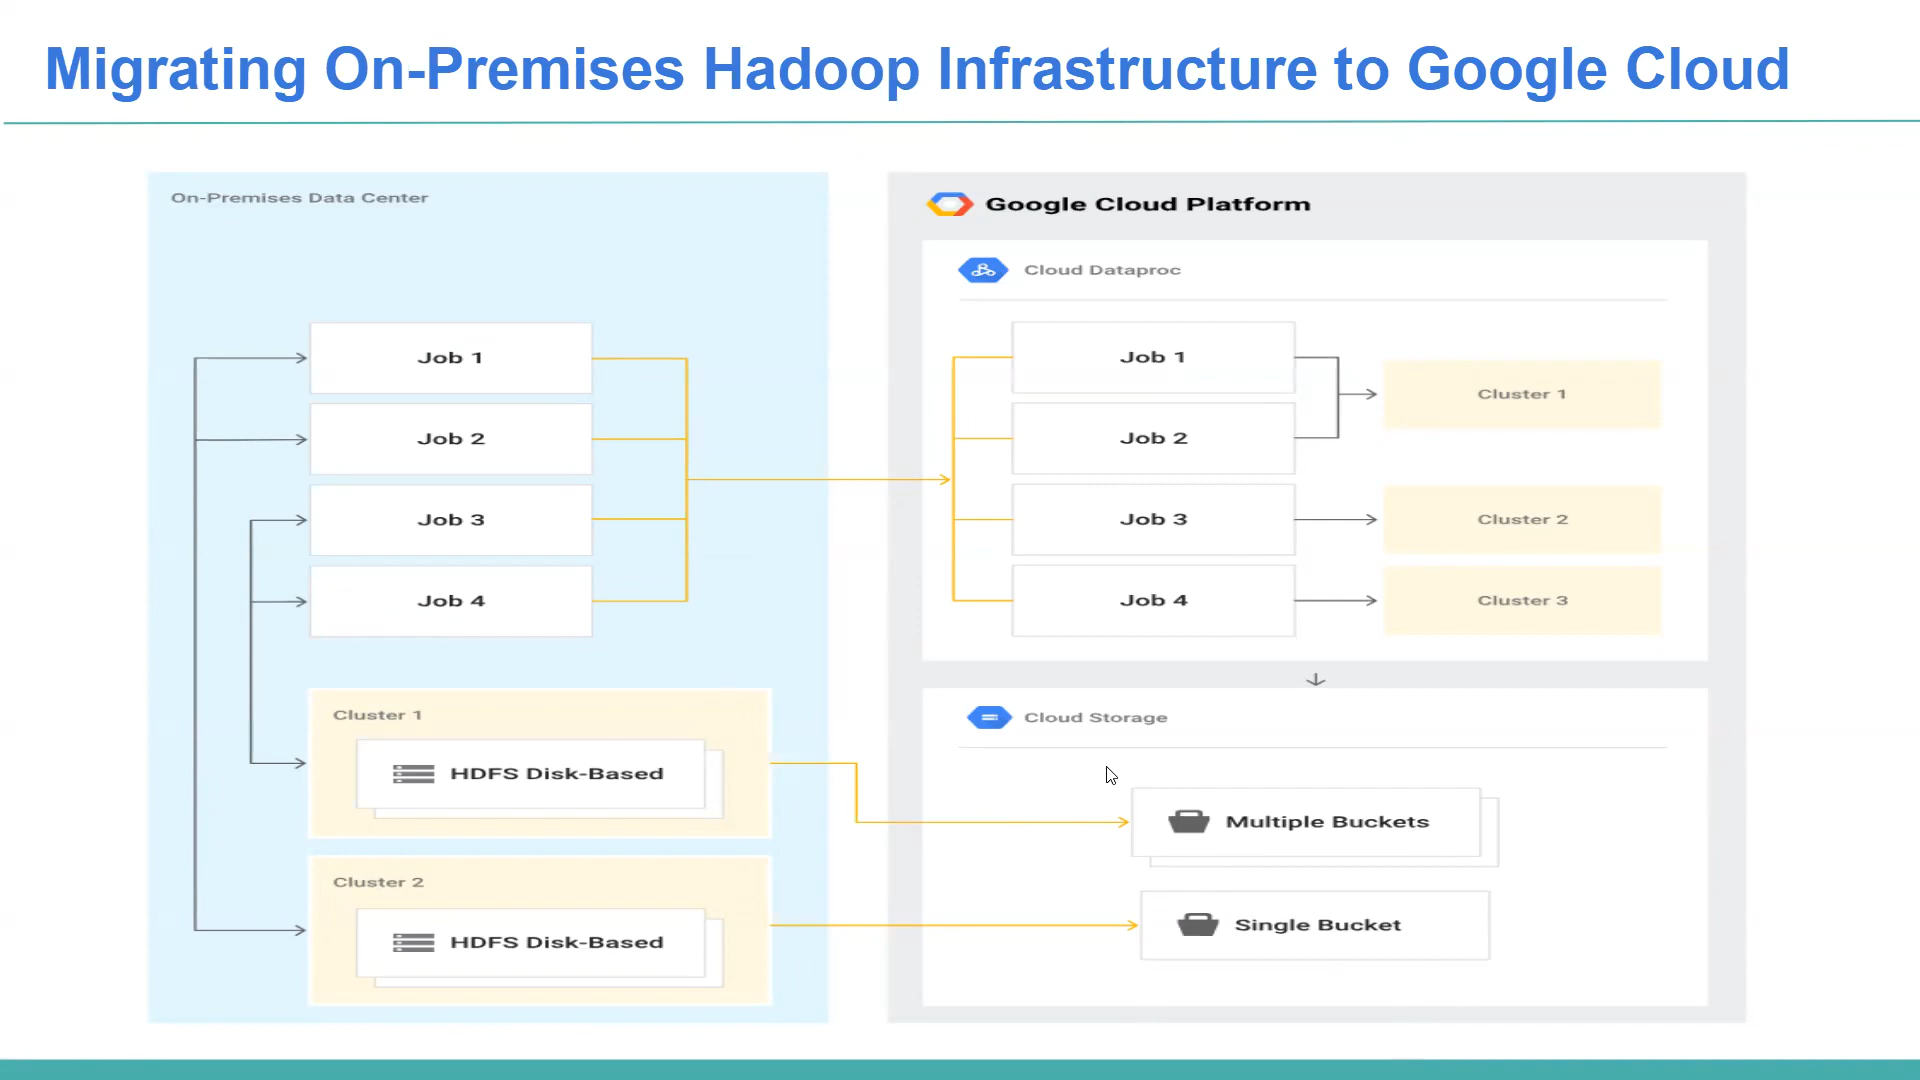 Migrating On-Premises Hadoop Infrastructure to Google Cloud
On-Premises Data Center
Job 1
Job 2
Job 3
Job 4
Cluster 1
HDFS Disk-Based
Cluster 2
HDFS Disk-Based
Google Cloud Platform
Cloud Dataproc
Job 1
Job 2
Job 3
Job 4
Cluster 1
Cluster 2
Cluster 3
Cloud Storage
Multiple Buckets
Single Bucket